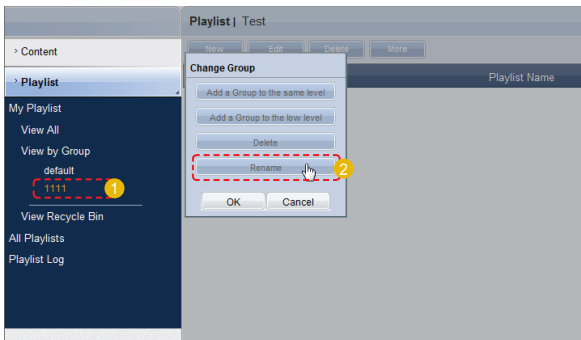 Playlist | Test
> Content
New Edit Delete More
> Playlist
Change Group
Playlist Name
Add a Group to the same level
Add a Group to the low level
Delete
Rename
2
OK Cancel
My Playlist
View All
View by Group
default
1111
1
View Recycle Bin
All Playlists
Playlist Log